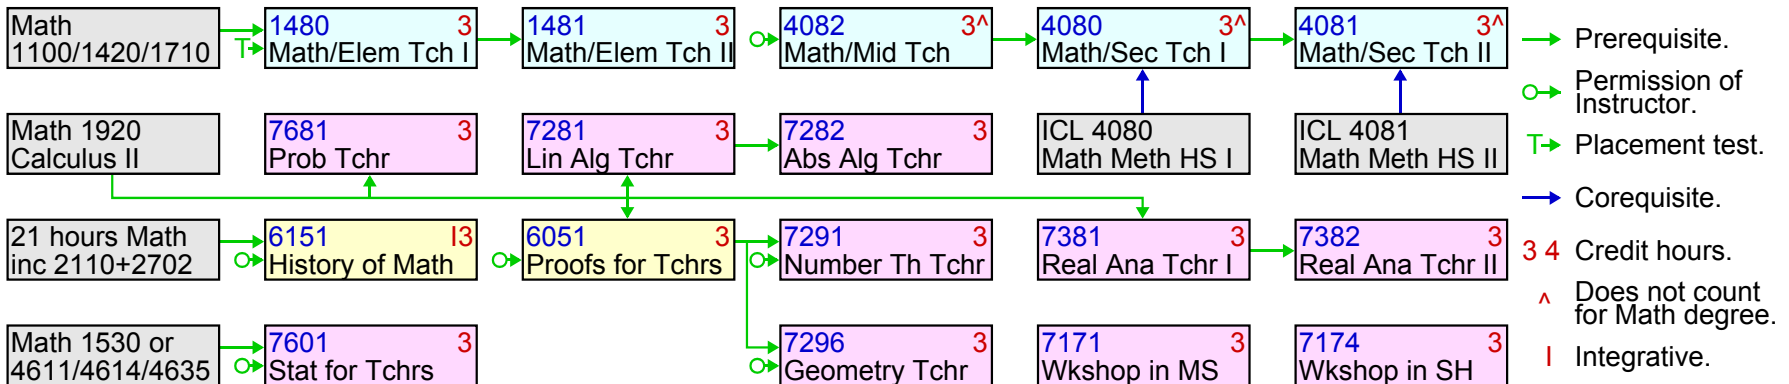 Math
1100/1420/1710
1480 3
Math/Elem Tch I
1481 3
Math/Elem Tch II
4082 3^
Math/Mid Tch
4080 3^
Math/Sec Tch I
4081 3^
Math/Sec Tch II
T
Math 1920
Calculus II
7681 3
Prob Tchr
7281 3
Lin Alg Tchr
7282 3
Abs Alg Tchr
ICL 4080
Math Meth HS I
ICL 4081
Math Meth HS II
21 hours Math
inc 2110+2702
6151 I3
History of Math
6051 3
Proofs for Tchrs
7291 3
Number Th Tchr
7381 3
Real Ana Tchr I
7382 3
Real Ana Tchr II
Math 1530 or
4611/4614/4635
7601 3
Stat for Tchrs
7296 3
Geometry Tchr
7171 3
Wkshop in MS
7174 3
Wkshop in SH
Prerequisite.
Permission of
Instructor.
T Placement test.
Corequisite.
3 4 Credit hours.
^ Does not count
for Math degree.
I Integrative.